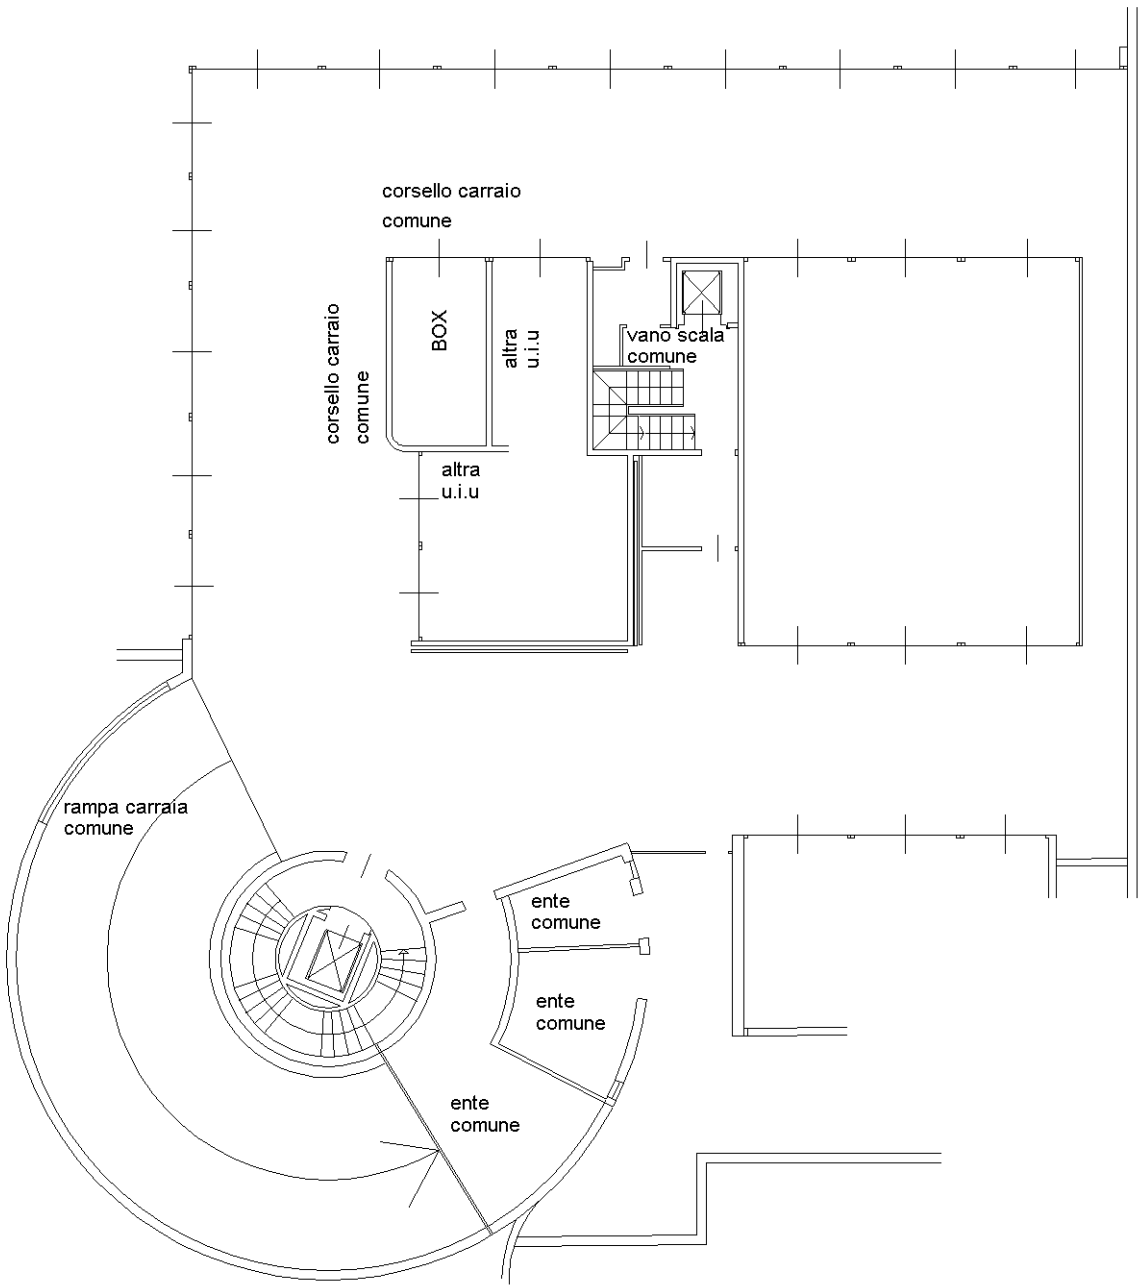 corsello carraio
comune
corsello carraio
comune
BOX
altra
u.i.u
vano scala
comune
altra
u.i.u
rampa carraia
comune
ente
comune
ente
comune
ente
comune